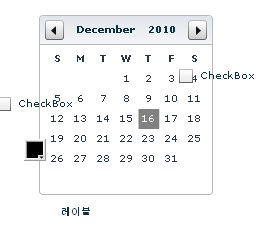 December 2010
S M T W T F S
1 2 3 4
CheckBox
5 6 7 8 9 10 11
CheckBox
12 13 14 15 16 17 18
19 20 21 22 23 24 25
26 27 28 29 30 31
레이블